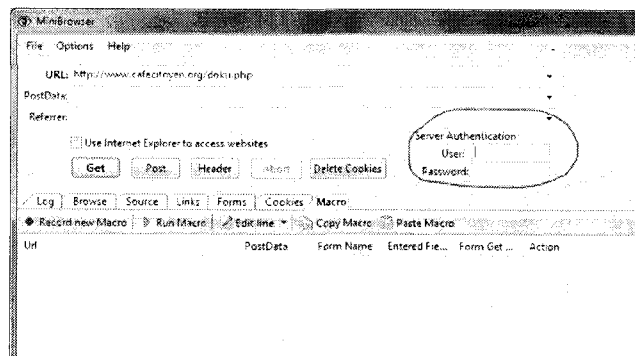 MiniBrowser
File Options Help
URL: http://www.cafecitoyen.org/doku.php
PostData:
Referrer:
Use Internet Explorer to access websites
Server Authentication
User:
Get Post Header Abort Delete Cookies
Password:
Log Browse Source Links Forms Cookies Macro
Record new Macro Run Macro Edit line Copy Macro Paste Macro
Url PostData Form Name Entered Fie... Form Get ... Action